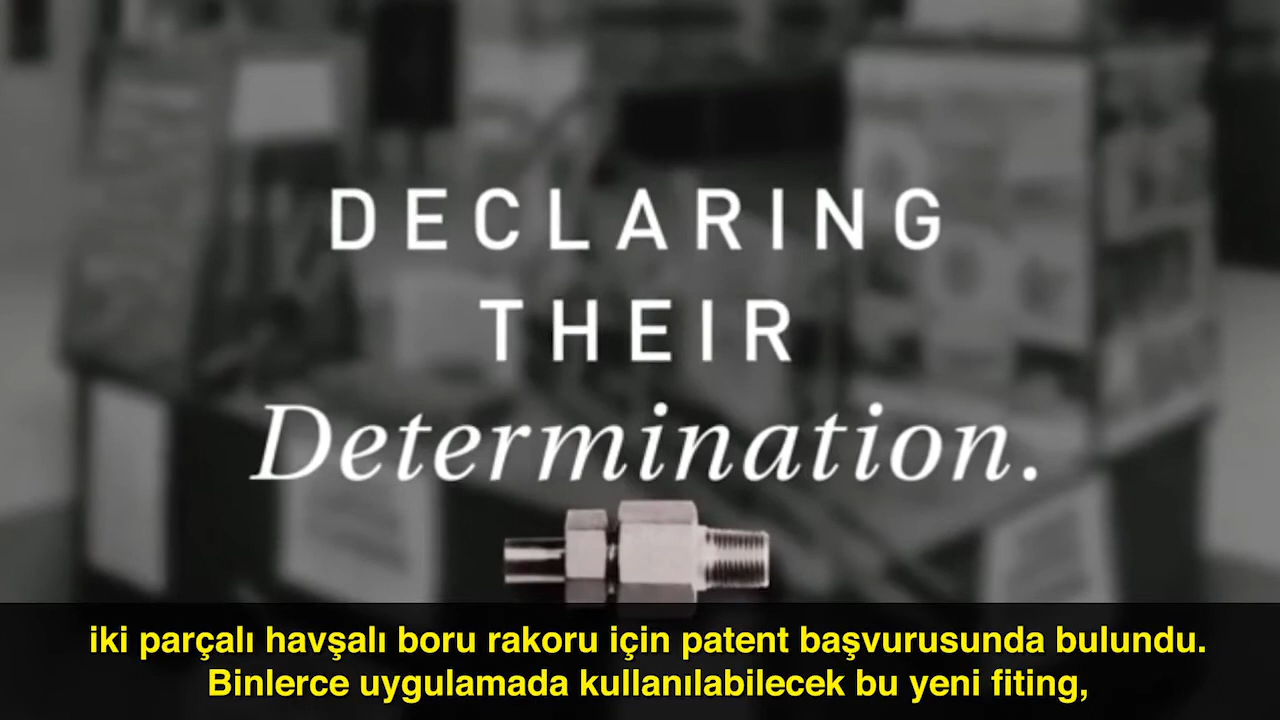 DECLARING
THEIR
Determination.
iki parçalı havşalı boru rakoru için patent başvurusunda bulundu.
Binlerce uygulamada kullanılabilecek bu yeni fiting,